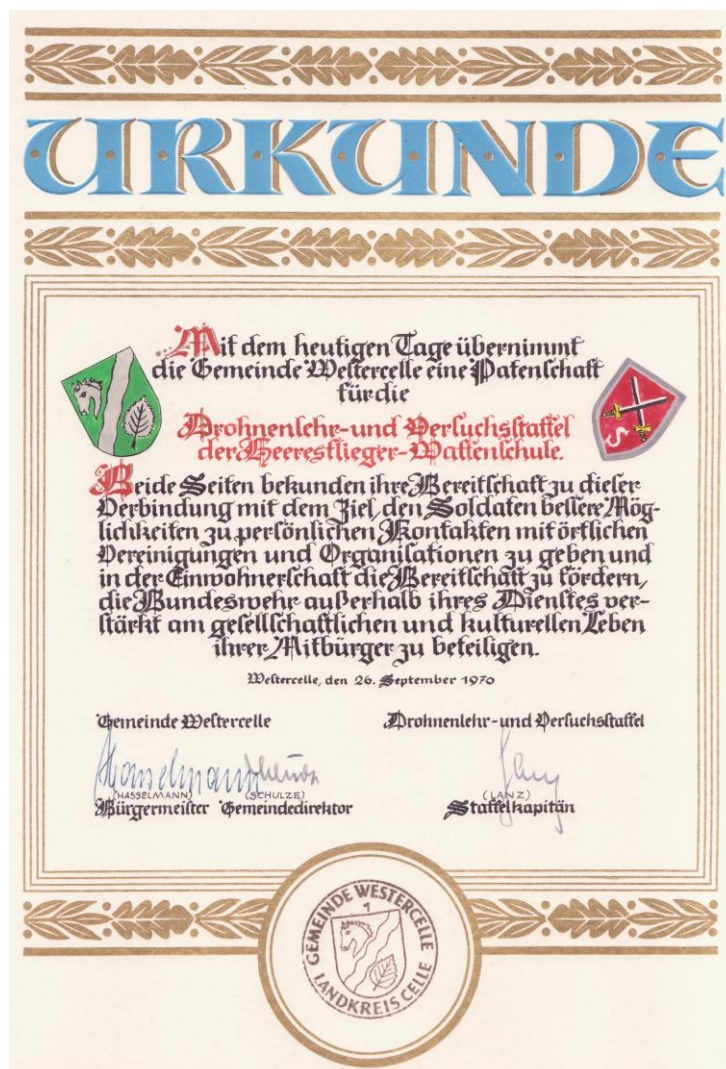 URKUNDE
Mit dem heutigen Tage übernimmt
die Gemeinde Westercelle eine Patenschaft
für die
Drohnenlehr- und Versuchsstaffel
der Heeresflieger-Waffenschule.
Beide Seiten bekunden ihre Bereitschaft zu dieser
Verbindung mit dem Ziel, den Soldaten bessere Mög-
lichkeiten zu persönlichen Kontakten mit örtlichen
Vereinigungen und Organisationen zu geben und
in der Einwohnerschaft die Bereitschaft zu fördern,
die Bundeswehr außerhalb ihres Dienstes ver-
stärkt am gesellschaftlichen und kulturellen Leben
ihrer Mitbürger zu beteiligen.
Westercelle, den 26. September 1970
Gemeinde Westercelle
Drohnenlehr- und Versuchsstaffel
Hasselmann
(HASSELMANN) (SCHULZE)
(LANZ)
Bürgermeister Gemeindedirektor
Staffelkapitän
GEMEINDE WESTERCELLE
1
LANDKREIS CELLE
S